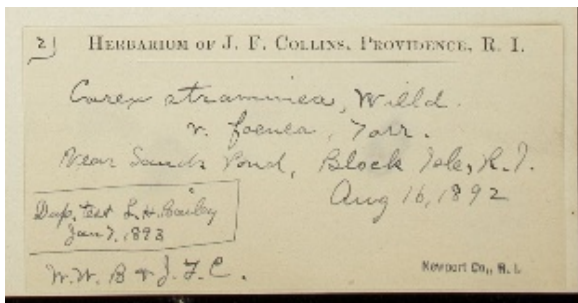 21
HERBARIUM OF J. F. COLLINS, PROVIDENCE, R. I.
Carex straminea, Willd.
v. foenea, Torr.
Near Sands Pond, Block Isle, R.I.
Aug 16, 1892
Dup. test L. H. Bailey
Jan 7, 1893
W. W. B & J. F. C.
Newport Co., R. I.